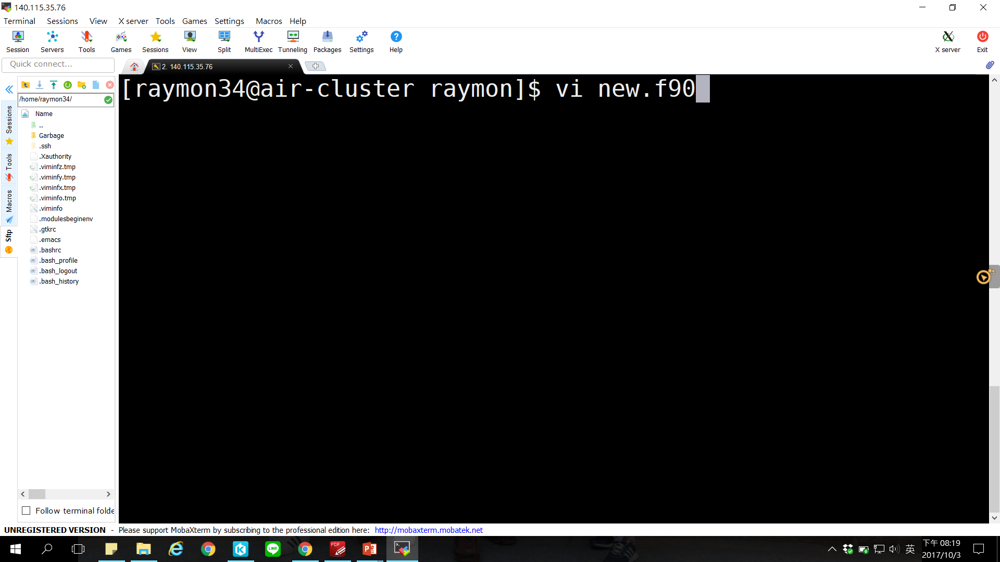 140.115.35.76
Terminal Sessions View X server Tools Games Settings Macros Help
Session Servers Tools Games Sessions View Split MultiExec Tunneling Packages Settings Help X server Exit
Quick connect...
2. 140.115.35.76
/home/raymon34/
Name
..
Garbage
.ssh
.Xauthority
.viminfz.tmp
.viminfy.tmp
.viminfx.tmp
.viminfo.tmp
.viminfo
.modulesbeginenv
.gtkrc
.emacs
.bashrc
.bash_profile
.bash_logout
.bash_history
Sessions
Tools
Macros
Sftp
[raymon34@air-cluster raymon]$ vi new.f90
Follow terminal folde
UNREGISTERED VERSION - Please support MobaXterm by subscribing to the professional edition here: http://mobaxterm.mobatek.net
PDF
LINE
英
下午 08:19
2017/10/3